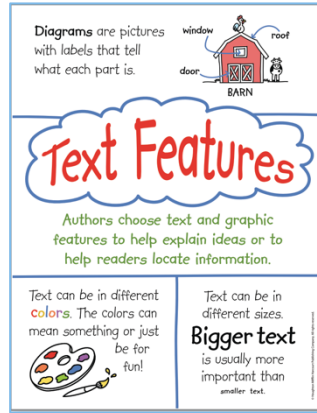 Diagrams are pictures
with labels that tell
what each part is.
window
roof
door
BARN
Text Features
Authors choose text and graphic
features to help explain ideas or to
help readers locate information.
Text can be in different
colors. The colors can
mean something or just
be for
fun!
Text can be in
different sizes.
Bigger text
is usually more
important than
smaller text.